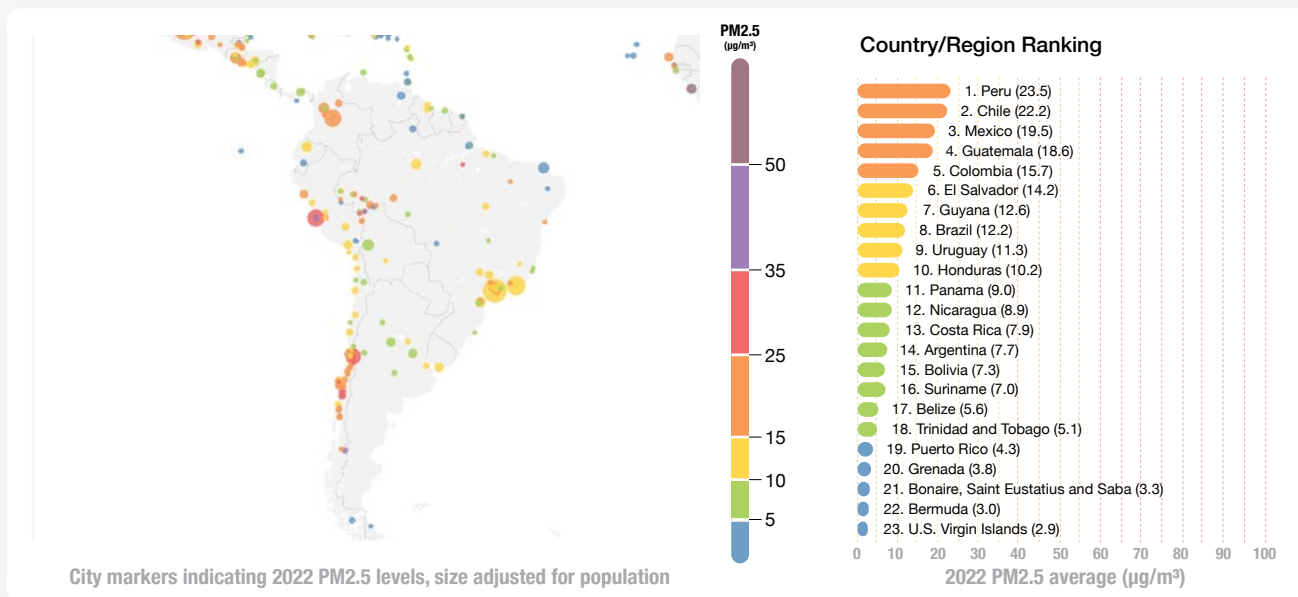 PM2.5
(µg/m³)
50
35
25
15
10
5
City markers indicating 2022 PM2.5 levels, size adjusted for population
Country/Region Ranking
1. Peru (23.5)
2. Chile (22.2)
3. Mexico (19.5)
4. Guatemala (18.6)
5. Colombia (15.7)
6. El Salvador (14.2)
7. Guyana (12.6)
8. Brazil (12.2)
9. Uruguay (11.3)
10. Honduras (10.2)
11. Panama (9.0)
12. Nicaragua (8.9)
13. Costa Rica (7.9)
14. Argentina (7.7)
15. Bolivia (7.3)
16. Suriname (7.0)
17. Belize (5.6)
18. Trinidad and Tobago (5.1)
19. Puerto Rico (4.3)
20. Grenada (3.8)
21. Bonaire, Saint Eustatius and Saba (3.3)
22. Bermuda (3.0)
23. U.S. Virgin Islands (2.9)
0 10 20 30 40 50 60 70 80 90 100
2022 PM2.5 average (µg/m³)